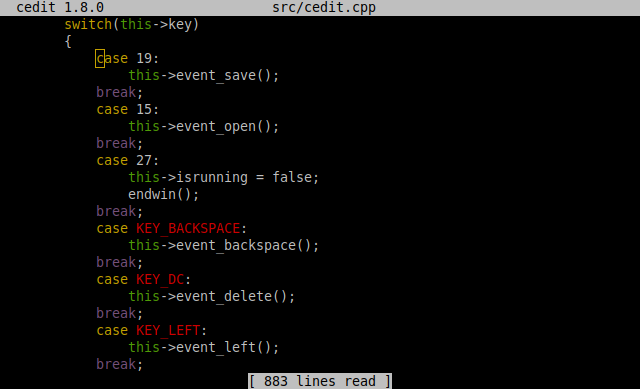 cedit 1.8.0 src/cedit.cpp
switch(this->key)
{
case 19:
this->event_save();
break;
case 15:
this->event_open();
break;
case 27:
this->isrunning = false;
endwin();
break;
case KEY_BACKSPACE:
this->event_backspace();
break;
case KEY_DC:
this->event_delete();
break;
case KEY_LEFT:
this->event_left();
break;
[ 883 lines read ]